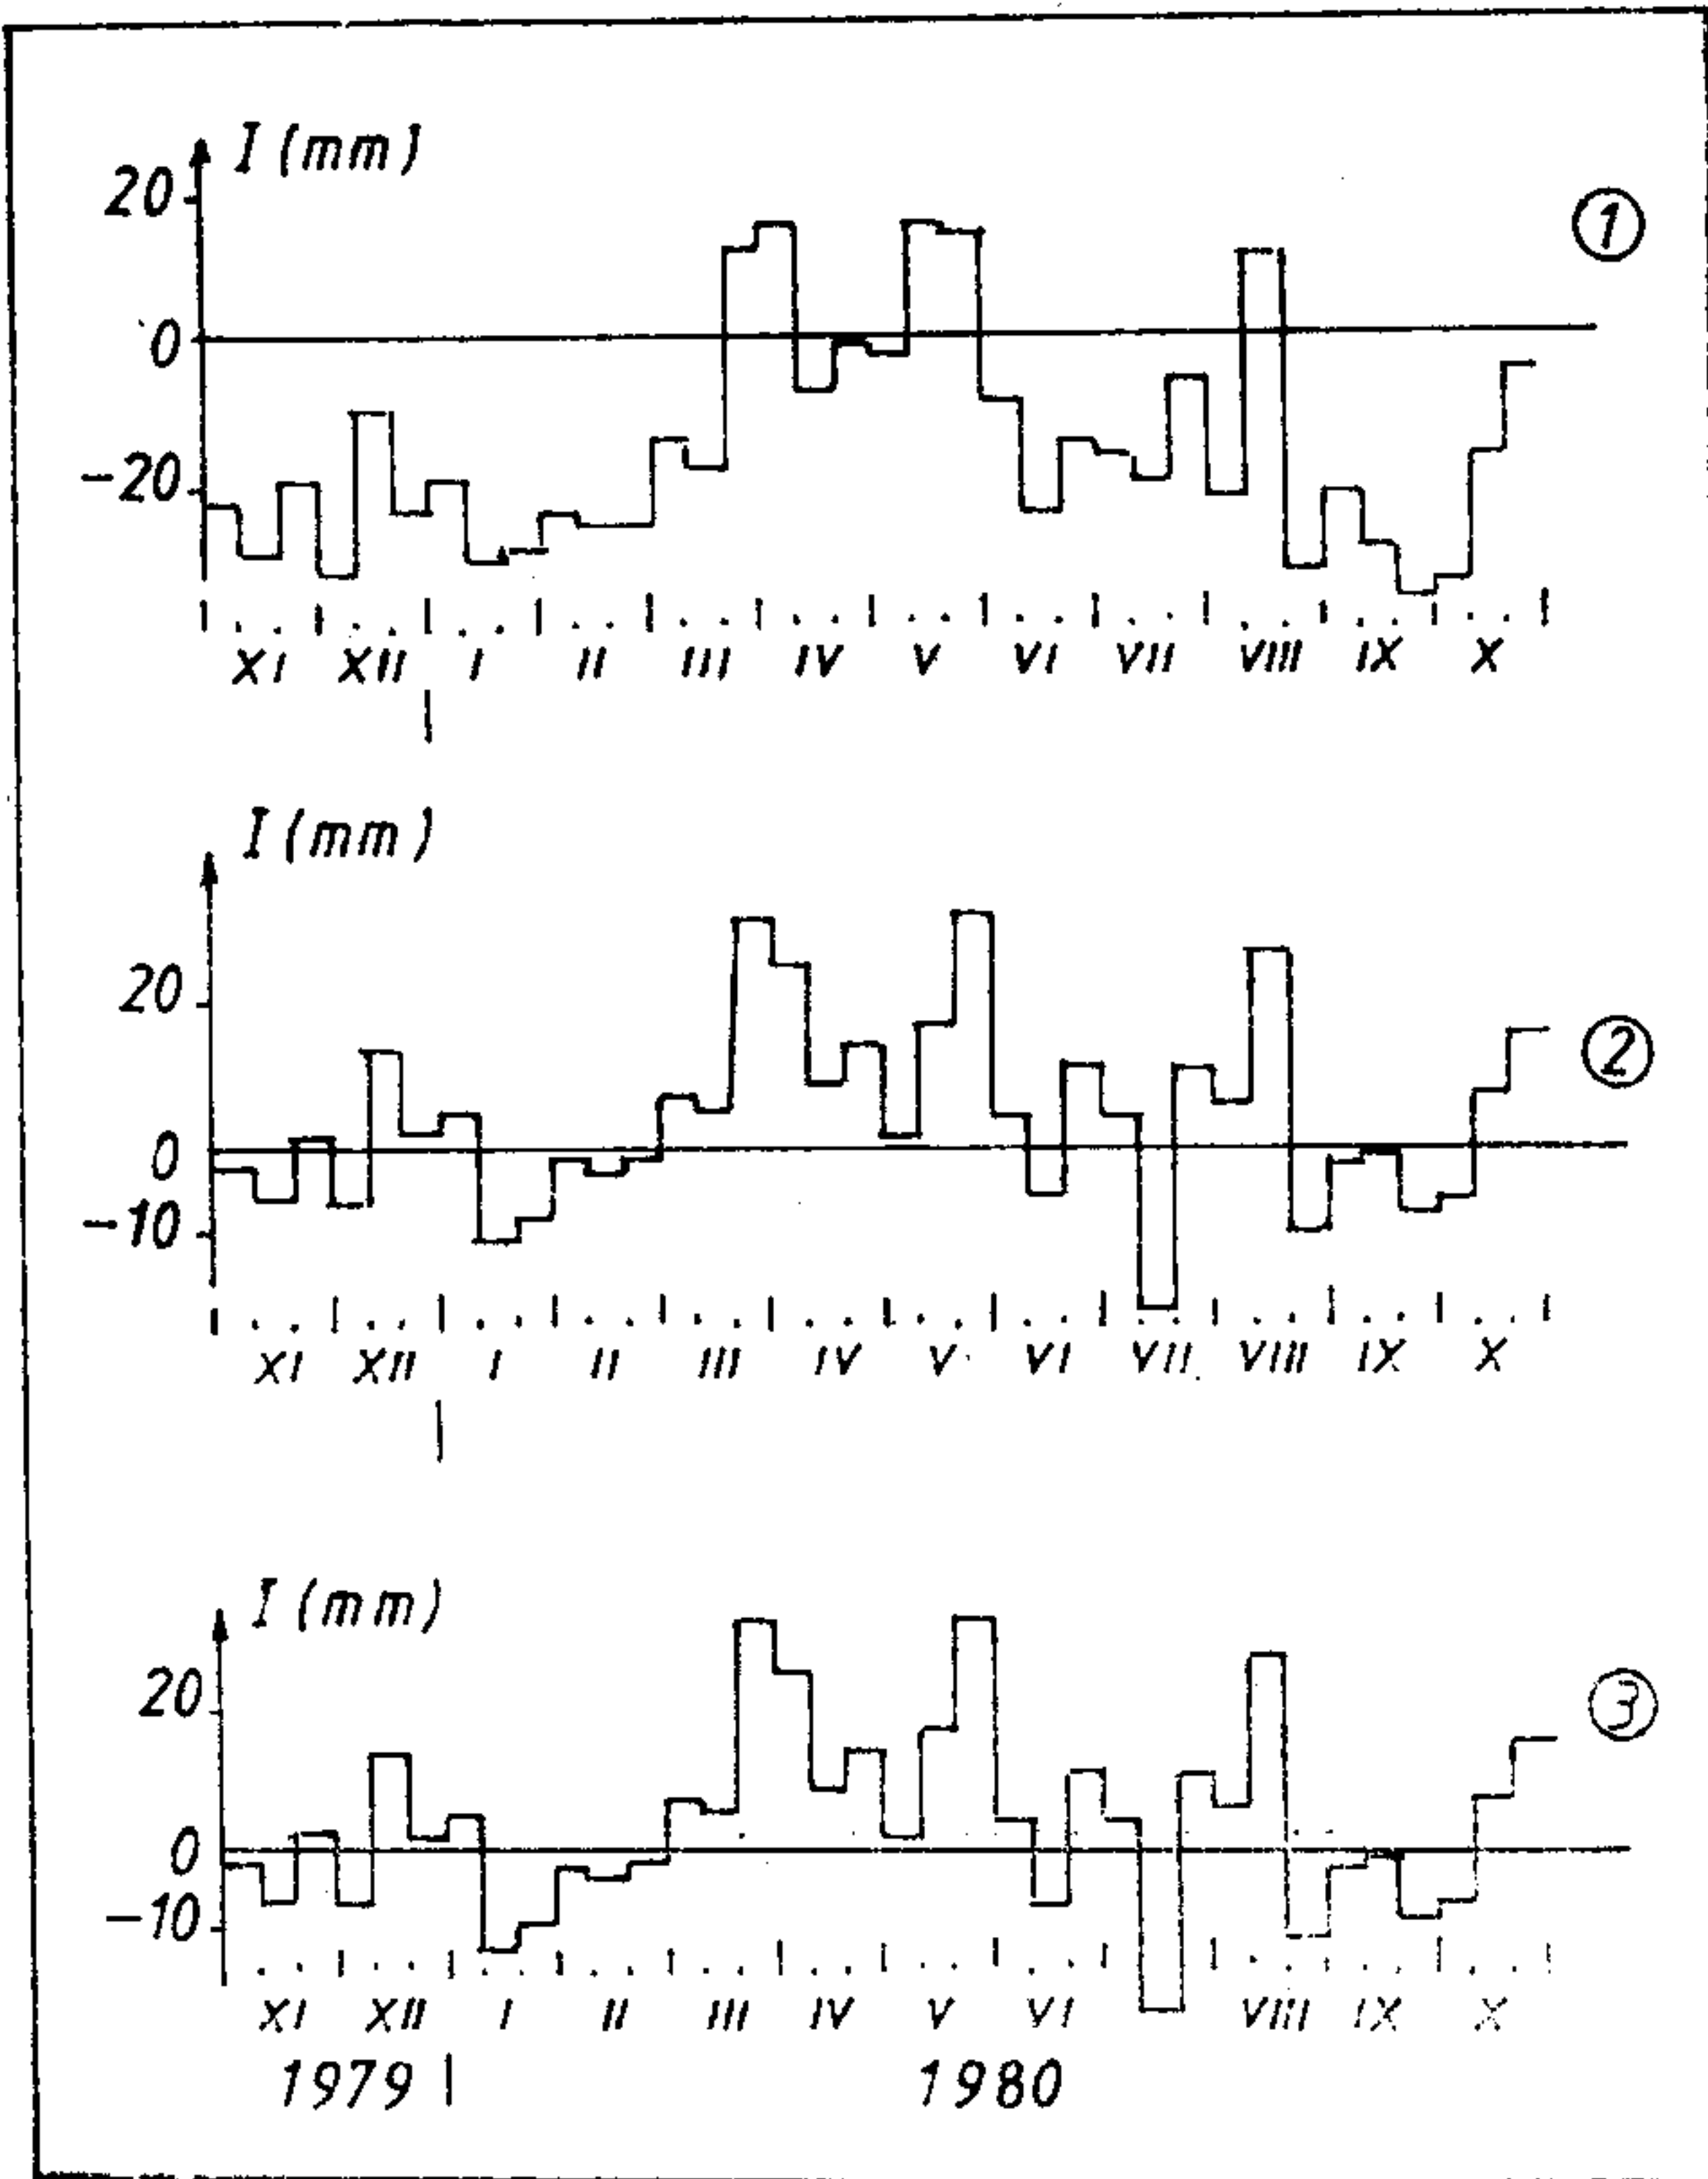 I (mm)
20
0
-20
①
XI XII I II III IV V VI VII VIII IX X
I (mm)
20
0
-10
②
XI XII I II III IV V VI VII VIII IX X
I (mm)
20
0
-10
③
XI XII I II III IV V VI VIII IX X
1979 1980